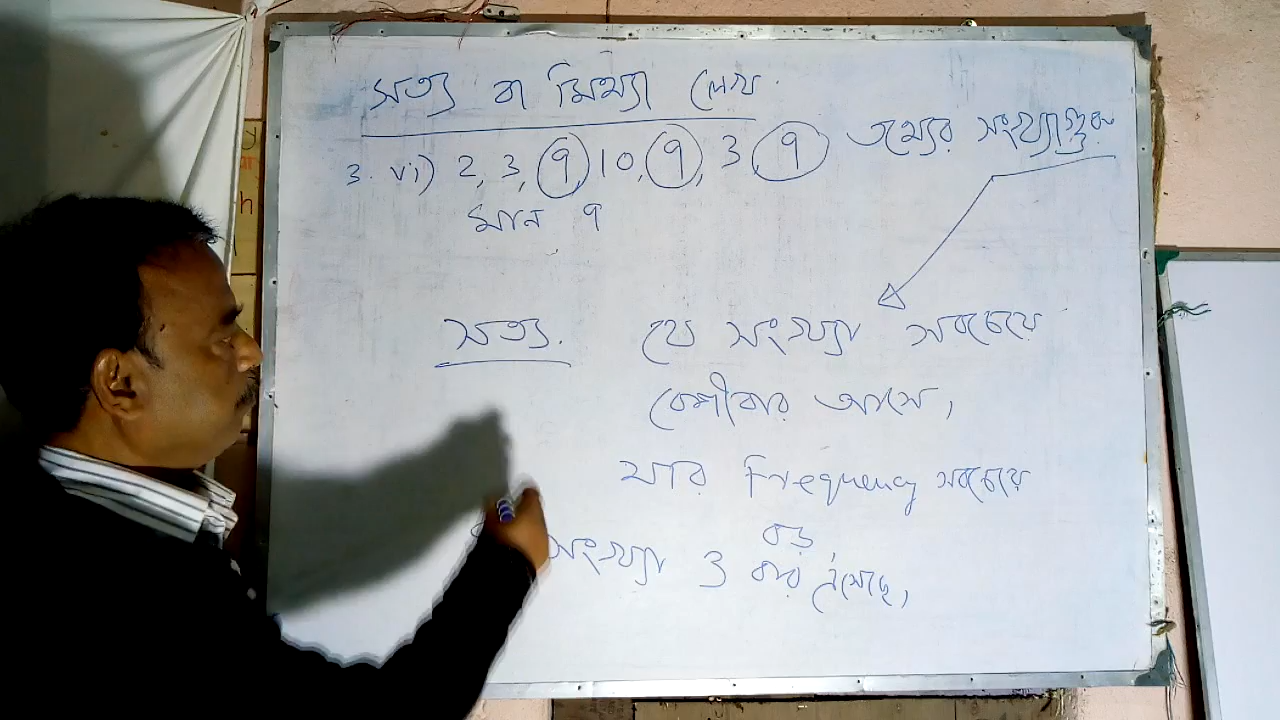 সত্য বা মিথ্যা লেখ.
3. vi) 2, 3, 9, 10, 9, 3, 9 তথ্যের সংখ্যাগুরু
মান 9
সত্য. যে সংখ্যা সবচেয়ে
বেশীবার আসে,
যার Frequency সবচেয়ে
বড়,
সংখ্যা 3 বার এসেছে,